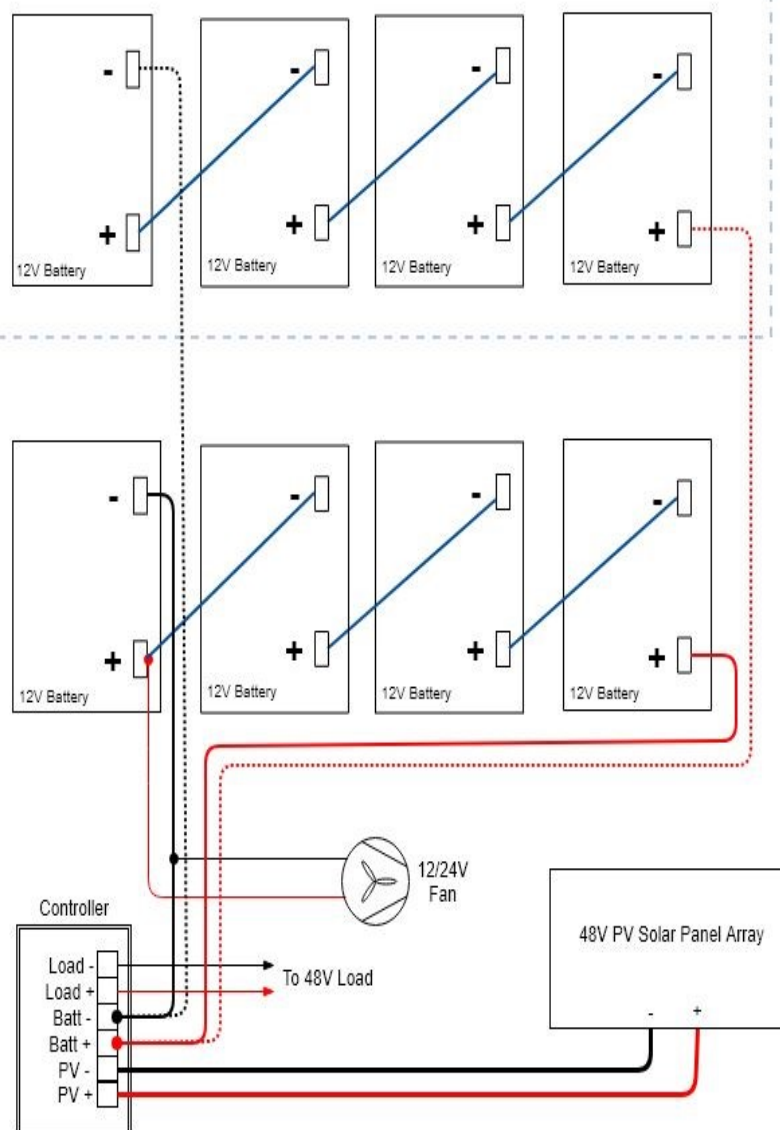 - - - -
+ + + +
12V Battery 12V Battery 12V Battery 12V Battery
- - - -
+ + + +
12V Battery 12V Battery 12V Battery 12V Battery
12/24V
Fan
Controller
48V PV Solar Panel Array
- +
Load -
Load +
To 48V Load
Batt -
Batt +
PV -
PV +